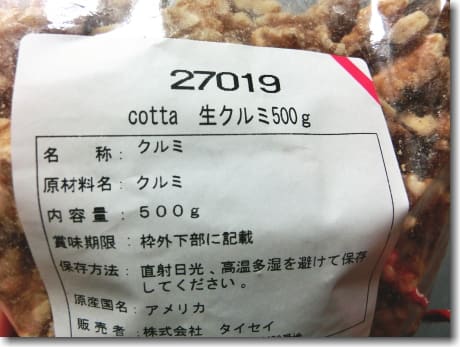 27019
cotta 生クルミ500g
名　　称：クルミ
原材料名：クルミ
内 容 量：５００ｇ
賞味期限：枠外下部に記載
保存方法：直射日光、高温多湿を避けて保存
してください。
原産国名：アメリカ
販 売 者：株式会社　タイセイ